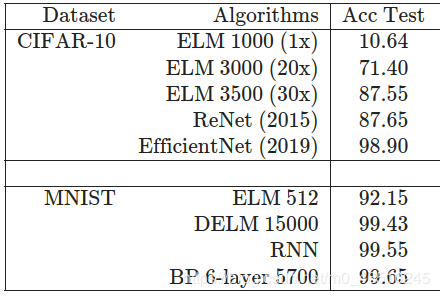 Dataset Algorithms Acc Test
CIFAR-10 ELM 1000 (1x) 10.64
ELM 3000 (20x) 71.40
ELM 3500 (30x) 87.55
ReNet (2015) 87.65
EfficientNet (2019) 98.90
MNIST ELM 512 92.15
DELM 15000 99.43
RNN 99.55
BP 6-layer 5700 99.65